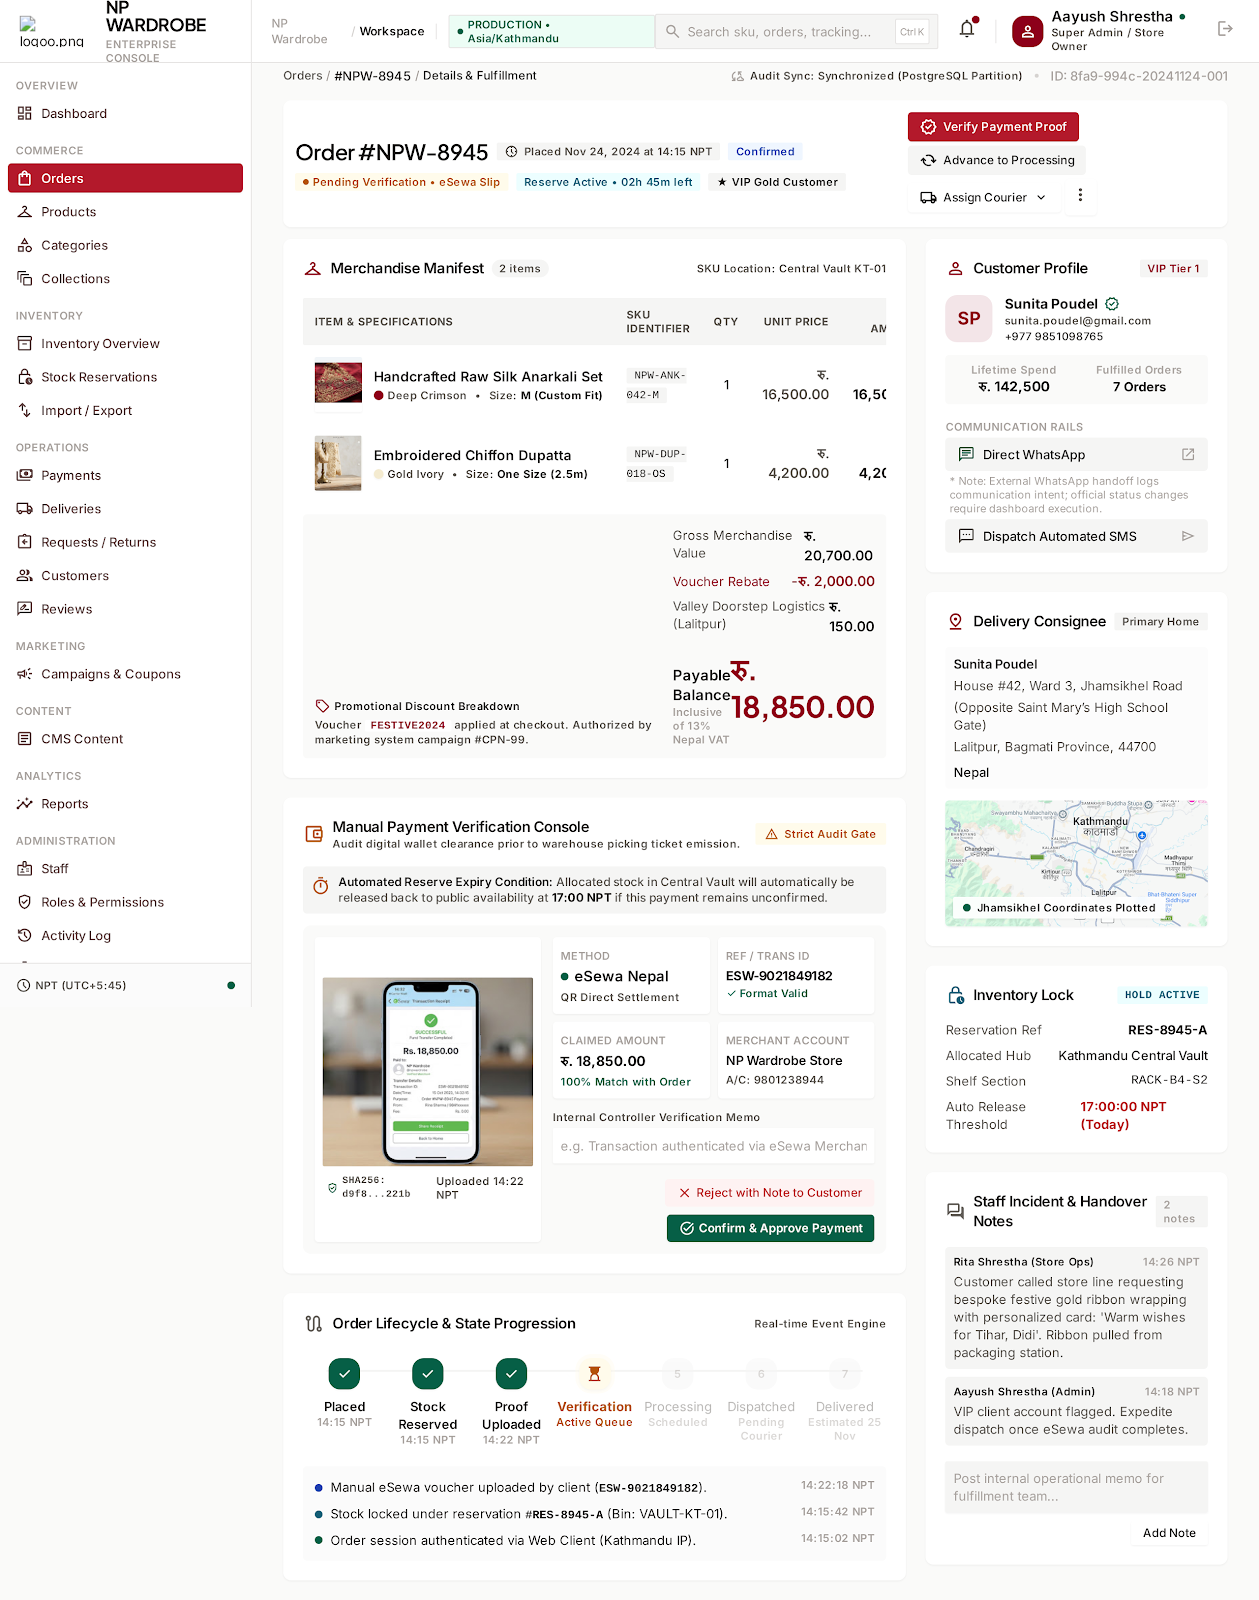 logoo.png
NP WARDROBE
ENTERPRISE CONSOLE
NP Wardrobe / Workspace
PRODUCTION • Asia/Kathmandu
Search sku, orders, tracking...
Ctrl K
Aayush Shrestha
Super Admin / Store Owner
OVERVIEW
Dashboard
COMMERCE
Orders
Products
Categories
Collections
INVENTORY
Inventory Overview
Stock Reservations
Import / Export
OPERATIONS
Payments
Deliveries
Requests / Returns
Customers
Reviews
MARKETING
Campaigns & Coupons
CONTENT
CMS Content
ANALYTICS
Reports
ADMINISTRATION
Staff
Roles & Permissions
Activity Log
NPT (UTC+5:45)
Orders / #NPW-8945 / Details & Fulfillment
Audit Sync: Synchronized (PostgreSQL Partition) • ID: 8fa9-994c-20241124-001
Order #NPW-8945
Placed Nov 24, 2024 at 14:15 NPT
Confirmed
Pending Verification • eSewa Slip
Reserve Active • 02h 45m left
★ VIP Gold Customer
Verify Payment Proof
Advance to Processing
Assign Courier
Merchandise Manifest
2 items
SKU Location: Central Vault KT-01
ITEM & SPECIFICATIONS
SKU IDENTIFIER
QTY
UNIT PRICE
AM
Handcrafted Raw Silk Anarkali Set
Deep Crimson • Size: M (Custom Fit)
NPW-ANK-042-M
1
रु. 16,500.00
16,50
Embroidered Chiffon Dupatta
Gold Ivory • Size: One Size (2.5m)
NPW-DUP-018-OS
1
रु. 4,200.00
4,20
Promotional Discount Breakdown
Voucher FESTIVE2024 applied at checkout. Authorized by
marketing system campaign #CPN-99.
Gross Merchandise Value
रु. 20,700.00
Voucher Rebate
-रु. 2,000.00
Valley Doorstep Logistics (Lalitpur)
रु. 150.00
Payable Balance
Inclusive of 13% Nepal VAT
रु. 18,850.00
Manual Payment Verification Console
Audit digital wallet clearance prior to warehouse picking ticket emission.
Strict Audit Gate
Automated Reserve Expiry Condition: Allocated stock in Central Vault will automatically be
released back to public availability at 17:00 NPT if this payment remains unconfirmed.
Transaction Receipt
SUCCESSFUL
Fund Transfer Completed
Rs. 18,850.00
NP Wardrobe
Transfer Details:
SHA256: d9f8...221b
Uploaded 14:22 NPT
METHOD
eSewa Nepal
QR Direct Settlement
REF / TRANS ID
ESW-9021849182
Format Valid
CLAIMED AMOUNT
रु. 18,850.00
100% Match with Order
MERCHANT ACCOUNT
NP Wardrobe Store
A/C: 9801238944
Internal Controller Verification Memo
e.g. Transaction authenticated via eSewa Merchan
Reject with Note to Customer
Confirm & Approve Payment
Order Lifecycle & State Progression
Real-time Event Engine
Placed
14:15 NPT
Stock Reserved
14:15 NPT
Proof Uploaded
14:22 NPT
Verification
Active Queue
5
Processing
Scheduled
6
Dispatched
Pending Courier
7
Delivered
Estimated 25 Nov
Manual eSewa voucher uploaded by client (ESW-9021849182).
14:22:18 NPT
Stock locked under reservation #RES-8945-A (Bin: VAULT-KT-01).
14:15:42 NPT
Order session authenticated via Web Client (Kathmandu IP).
14:15:02 NPT
Customer Profile
VIP Tier 1
SP
Sunita Poudel
sunita.poudel@gmail.com
+977 9851098765
Lifetime Spend
रु. 142,500
Fulfilled Orders
7 Orders
COMMUNICATION RAILS
Direct WhatsApp
* Note: External WhatsApp handoff logs
communication intent; official status changes
require dashboard execution.
Dispatch Automated SMS
Delivery Consignee
Primary Home
Sunita Poudel
House #42, Ward 3, Jhamsikhel Road
(Opposite Saint Mary's High School
Gate)
Lalitpur, Bagmati Province, 44700
Nepal
Kathmandu
काठमाडौं
Swayambhu Mahachaitya
Chandragiri
Kirtipur
Lalitpur
Madhyapur Thimi
Jhamsikhel Coordinates Plotted
Inventory Lock
HOLD ACTIVE
Reservation Ref
RES-8945-A
Allocated Hub
Kathmandu Central Vault
Shelf Section
RACK-B4-S2
Auto Release Threshold
17:00:00 NPT (Today)
Staff Incident & Handover Notes
2 notes
Rita Shrestha (Store Ops)
14:26 NPT
Customer called store line requesting
bespoke festive gold ribbon wrapping
with personalized card: 'Warm wishes
for Tihar, Didi'. Ribbon pulled from
packaging station.
Aayush Shrestha (Admin)
14:18 NPT
VIP client account flagged. Expedite
dispatch once eSewa audit completes.
Post internal operational memo for
fulfillment team...
Add Note